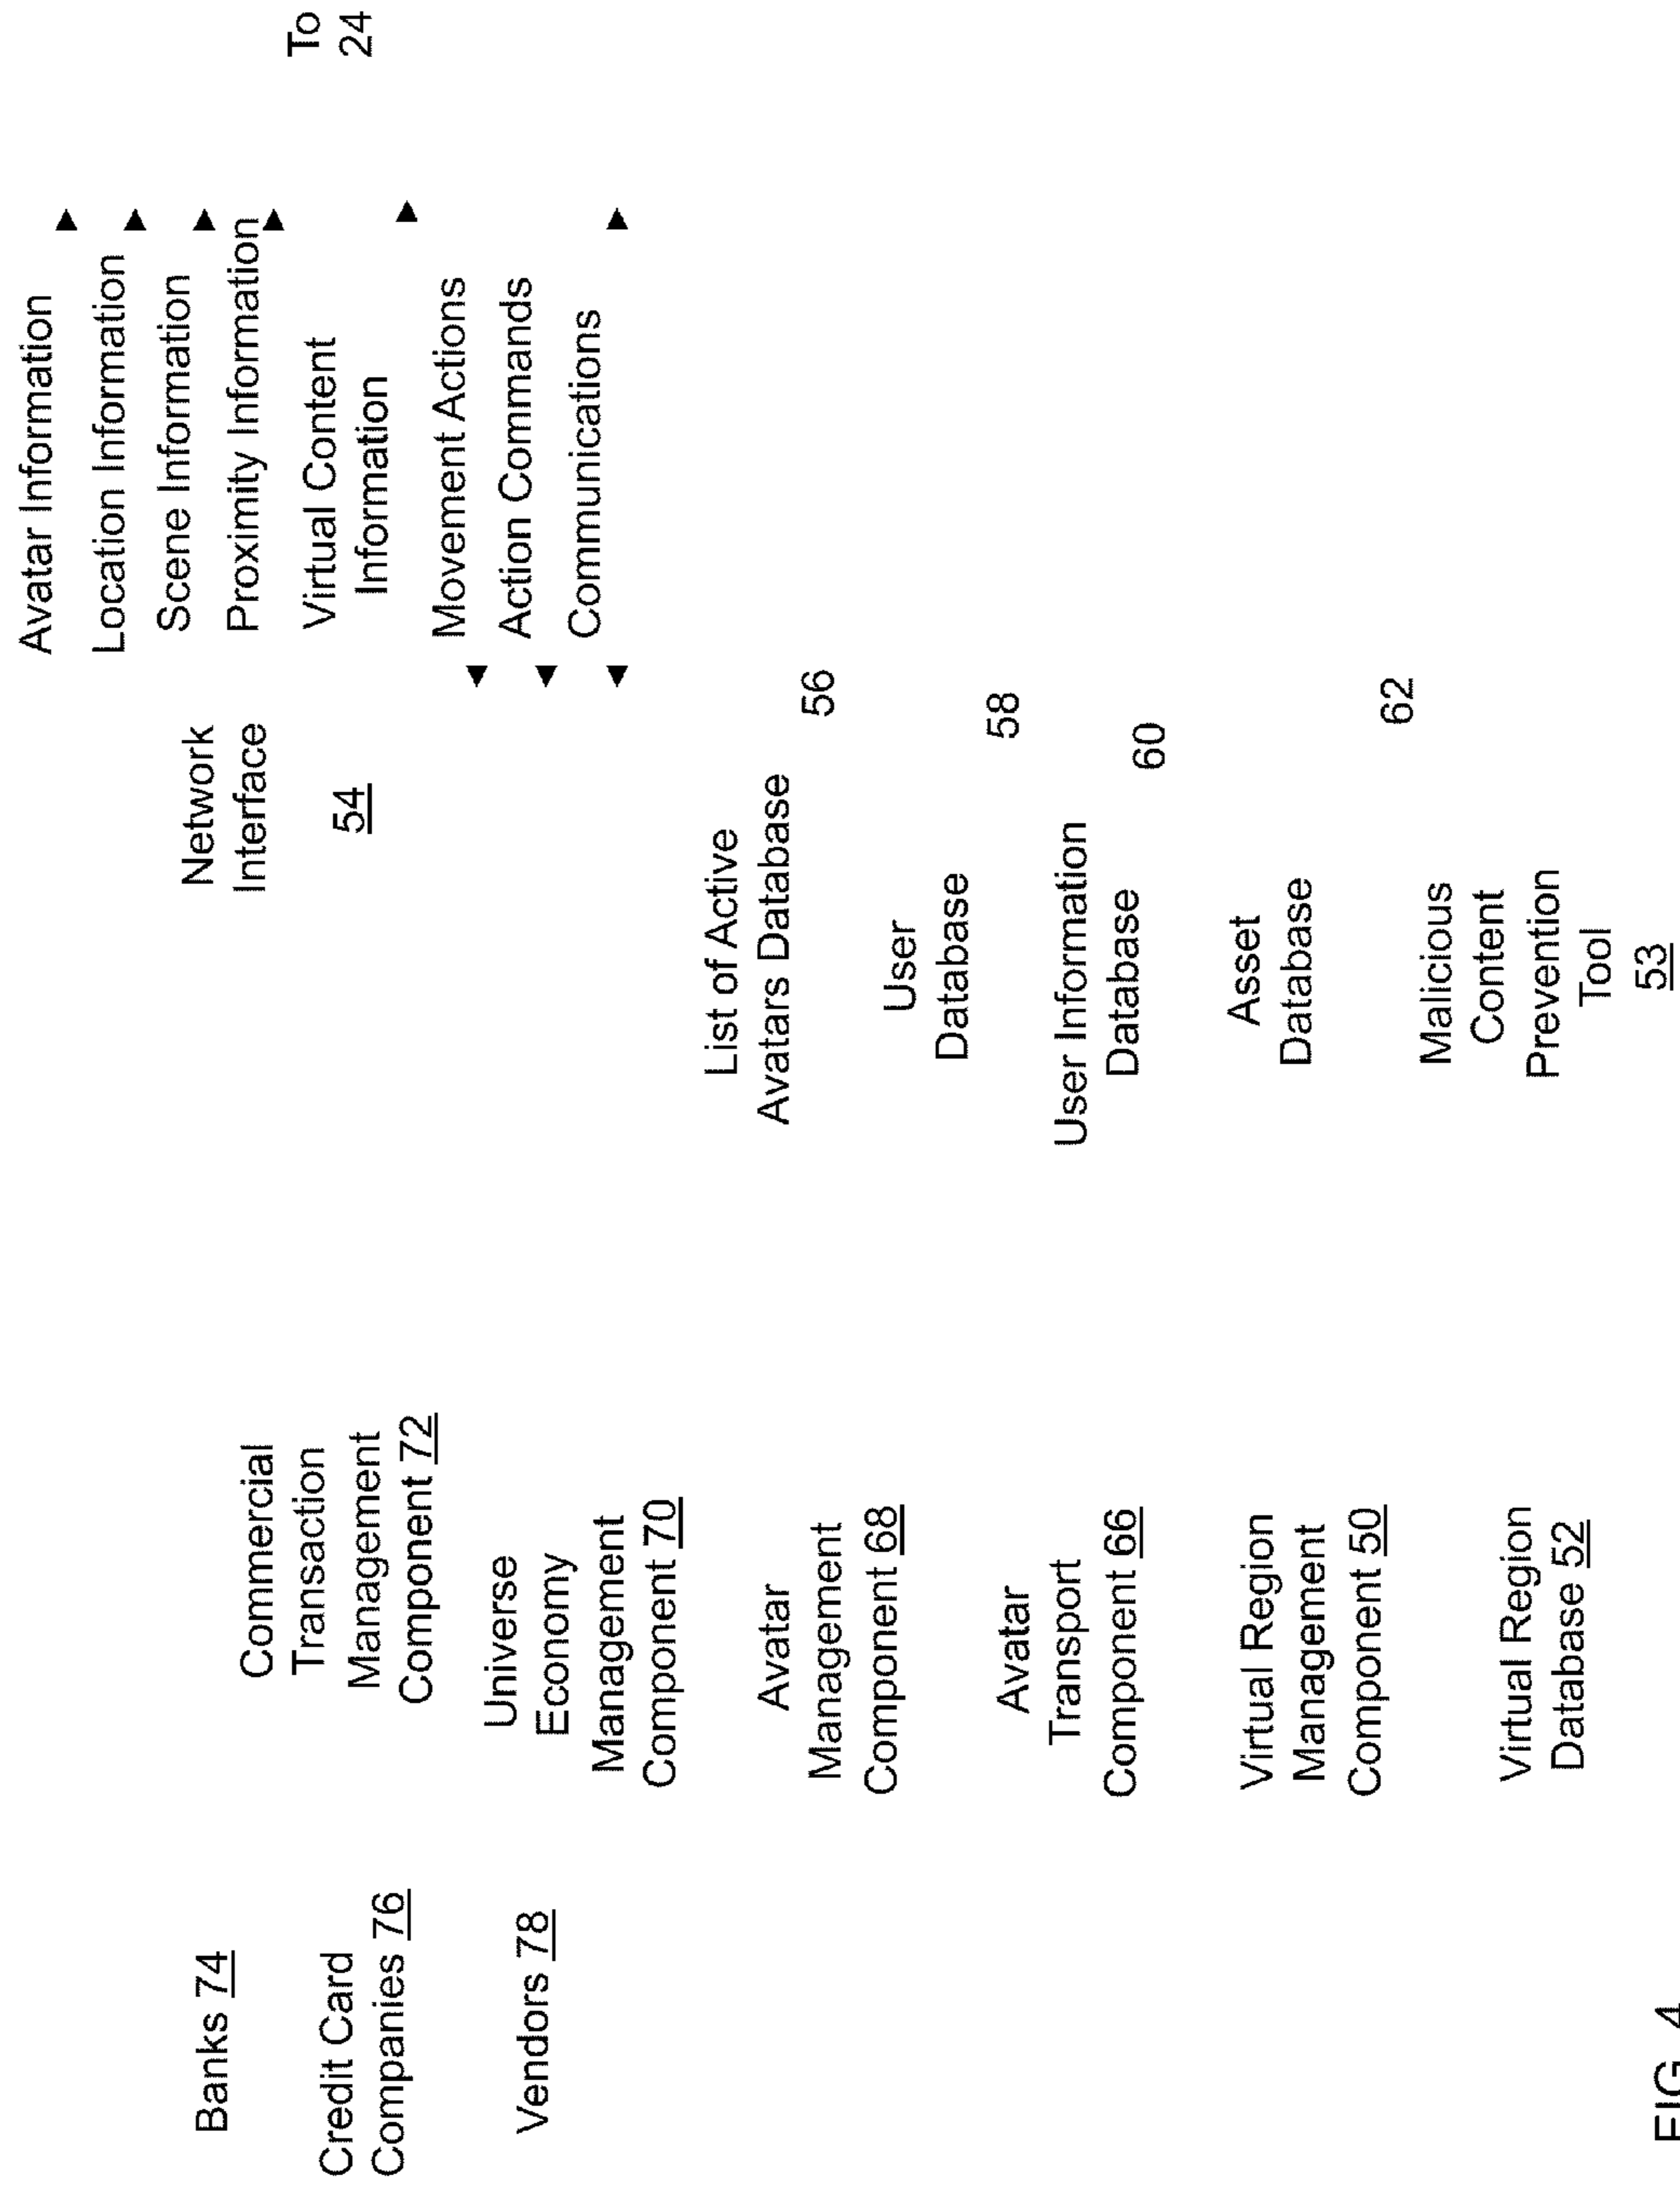 Banks 74
Credit Card
Companies 76
Vendors 78
Commercial
Transaction
Management
Component 72
Universe
Economy
Management
Component 70
Avatar
Management
Component 68
Avatar
Transport
Component 66
Virtual Region
Management
Component 50
Virtual Region
Database 52
Network
Interface
54
List of Active
Avatars Database
56
User
Database
58
User Information
Database
60
Asset
Database
62
Malicious
Content
Prevention
Tool
53
Avatar Information
Location Information
Scene Information
Proximity Information
Virtual Content
Information
Movement Actions
Action Commands
Communications
To
24
FIG. 4